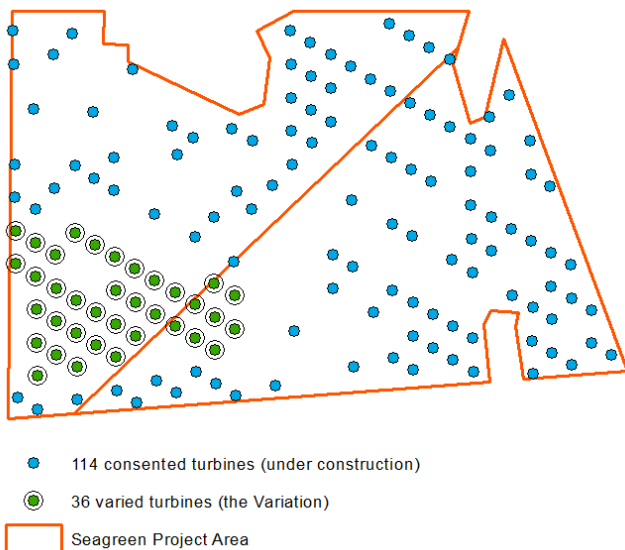 114 consented turbines (under construction)
36 varied turbines (the Variation)
Seagreen Project Area